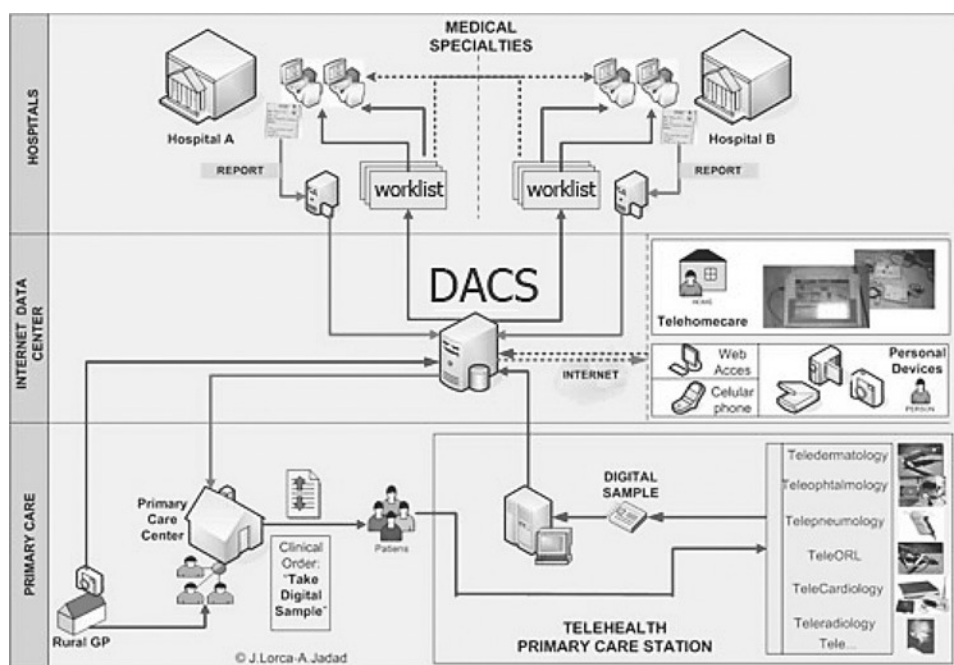 HOSPITALS
MEDICAL
SPECIALTIES
Hospital A
Hospital B
REPORT
REPORT
worklist
worklist
INTERNET DATA
CENTER
DACS
INTERNET
HOME
Telehomecare
Web
Acces
Celular
phone
Personal
Devices
PERSON
PRIMARY CARE
Primary
Care
Center
Rural GP
Clinical
Order:
"Take
Digital
Sample"
Patiens
DIGITAL
SAMPLE
Teledermatology
Teleophtalmology
Telepneumology
TeleORL
TeleCardiology
Teleradiology
Tele...
TELEHEALTH
PRIMARY CARE STATION
© J.Lorca-A.Jadad